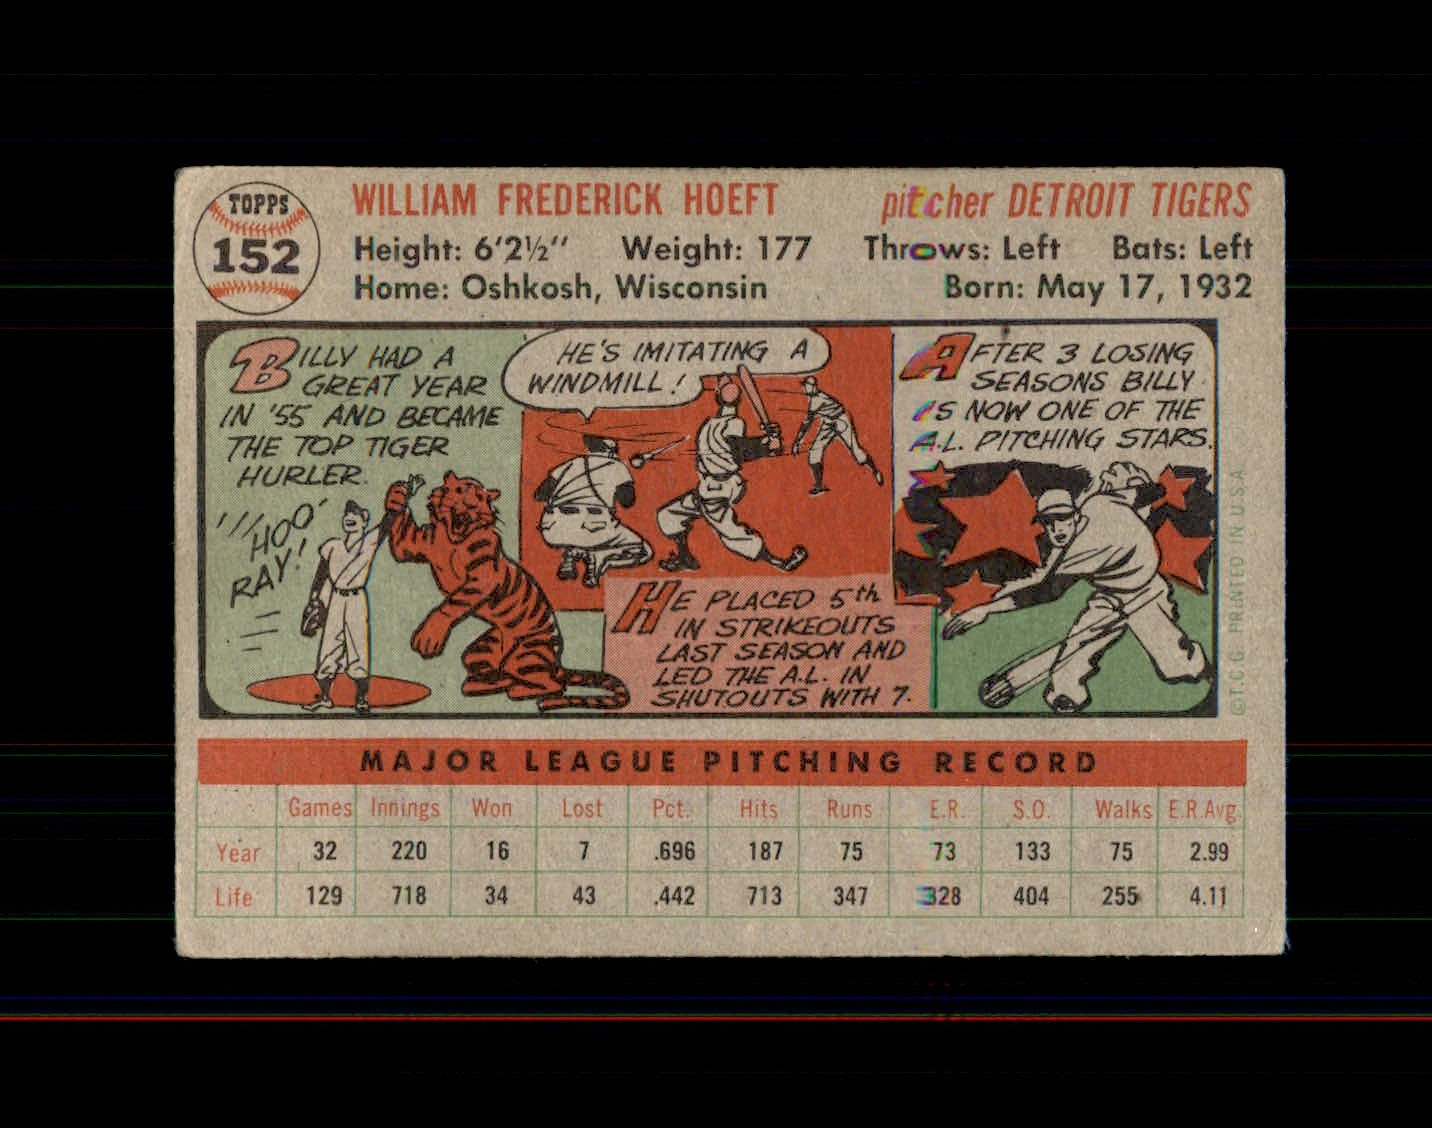 TOPPS
152
WILLIAM FREDERICK HOEFT
pitcher DETROIT TIGERS
Height: 6'2½" Weight: 177 Throws: Left Bats: Left
Home: Oshkosh, Wisconsin Born: May 17, 1932
BILLY HAD A
GREAT YEAR
IN '55 AND BECAME
THE TOP TIGER
HURLER.
HOO
RAY!
HE'S IMITATING A
WINDMILL!
HE PLACED 5th
IN STRIKEOUTS
LAST SEASON AND
LED THE A.L. IN
SHUTOUTS WITH 7.
AFTER 3 LOSING
SEASONS BILLY
IS NOW ONE OF THE
A.L. PITCHING STARS.
©T.C.G. PRINTED IN U.S.A.
MAJOR LEAGUE PITCHING RECORD
Games Innings Won Lost Pct. Hits Runs E.R. S.O. Walks E.R.Avg.
Year 32 220 16 7 .696 187 75 73 133 75 2.99
Life 129 718 34 43 .442 713 347 328 404 255 4.11